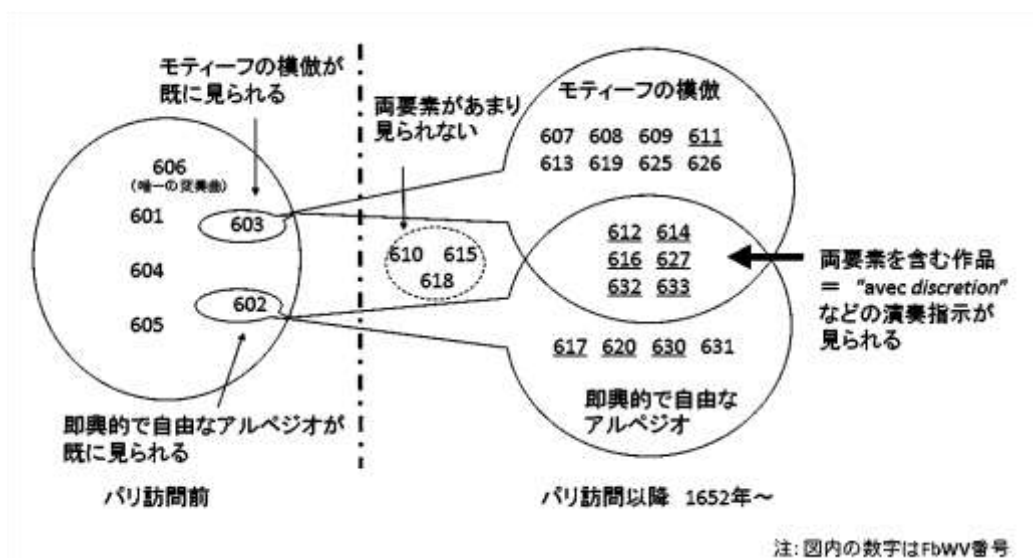 モティーフの模倣が
既に見られる
606
(唯一の変奏曲)
601
603
604
602
605
即興的で自由なアルペジオが
既に見られる
パリ訪問前
両要素があまり
見られない
610 615
618
モティーフの模倣
607 608 609 611
613 619 625 626
612 614
616 627
632 633
617 620 630 631
即興的で自由な
アルペジオ
両要素を含む作品
= "avec discretion"
などの演奏指示が
見られる
パリ訪問以降 1652年～
注: 図内の数字はFbWV番号